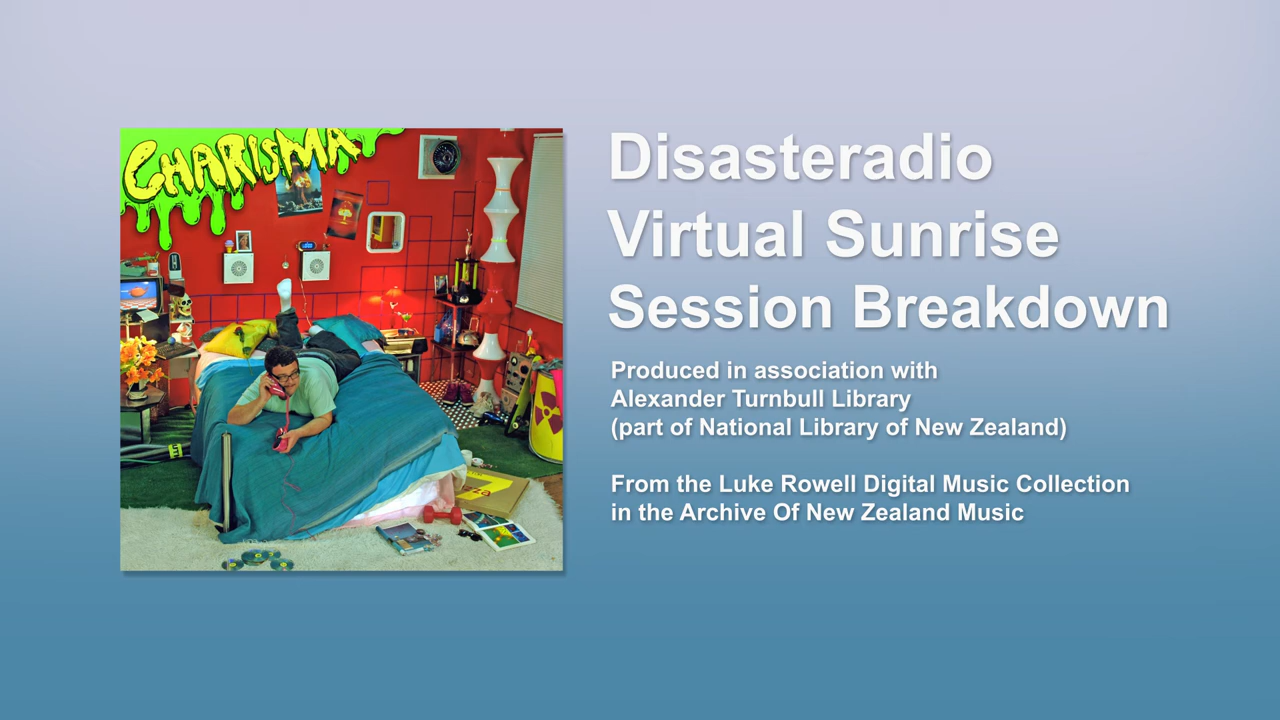 CHARISMA
Disasteradio
Virtual Sunrise
Session Breakdown
Produced in association with
Alexander Turnbull Library
(part of National Library of New Zealand)
From the Luke Rowell Digital Music Collection
in the Archive Of New Zealand Music